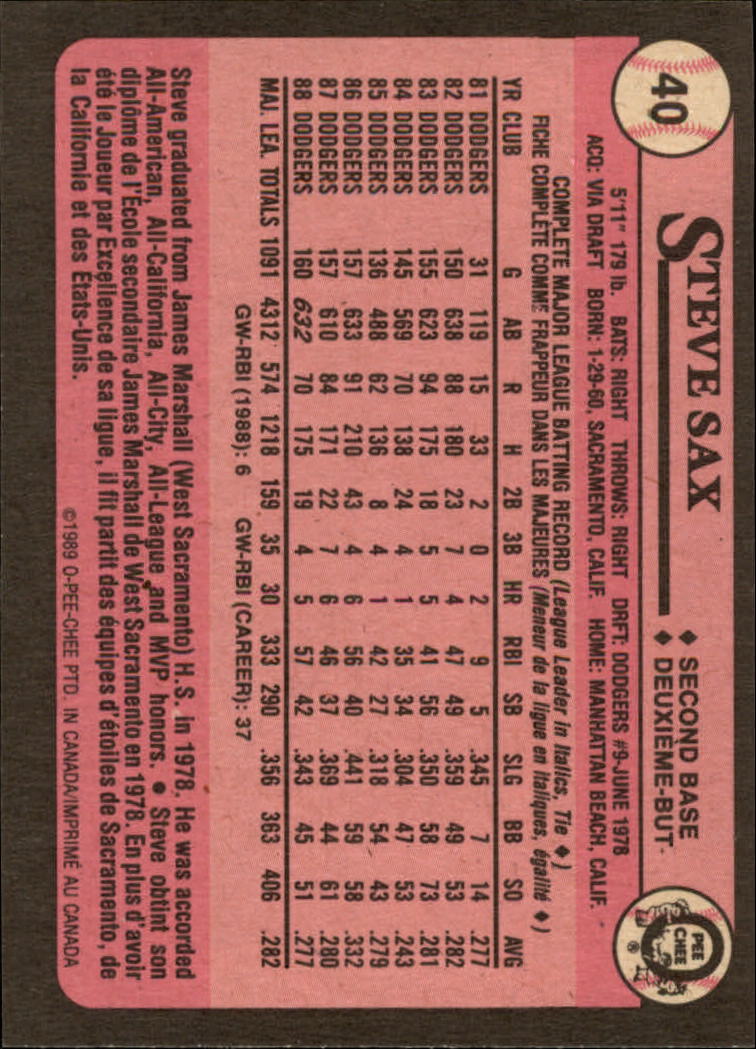 40
STEVE SAX
◆ SECOND BASE
◆ DEUXIEME-BUT
PEE
CHEE
®
5'11" 179 lb. BATS: RIGHT THROWS: RIGHT DRFT: DODGERS #9-JUNE 1978
ACQ: VIA DRAFT BORN: 1-29-60, SACRAMENTO, CALIF. HOME: MANHATTAN BEACH, CALIF.
COMPLETE MAJOR LEAGUE BATTING RECORD (League Leader in Italics, Tie ◆)
FICHE COMPLÈTE COMME FRAPPEUR DANS LES MAJEURES (Meneur de la ligue en italiques, égalité ◆)
YR CLUB G AB R H 2B 3B HR RBI SB SLG BB SO AVG
81 DODGERS 31 119 15 33 2 0 2 9 5 .345 7 14 .277
82 DODGERS 150 638 88 180 23 7 4 47 49 .359 49 53 .282
83 DODGERS 155 623 94 175 18 5 5 41 56 .350 58 73 .281
84 DODGERS 145 569 70 138 24 4 1 35 34 .304 47 53 .243
85 DODGERS 136 488 62 136 8 4 1 42 27 .318 54 43 .279
86 DODGERS 157 633 91 210 43 4 6 56 40 .441 59 58 .332
87 DODGERS 157 610 84 171 22 7 6 46 37 .369 44 61 .280
88 DODGERS 160 632 70 175 19 4 5 57 42 .343 45 51 .277
MAJ. LEA. TOTALS 1091 4312 574 1218 159 35 30 333 290 .356 363 406 .282
GW-RBI (1988): 6 GW-RBI (CAREER): 37
Steve graduated from James Marshall (West Sacramento) H.S. in 1978. He was accorded
All-American, All-California, All-City, All-League and MVP honors. ● Steve obtint son
diplôme de l'École secondaire James Marshall de West Sacramento en 1978. En plus d'avoir
été le Joueur par Excellence de sa ligue, il fit partit des équipes d'étoiles de Sacramento, de
la Californie et des États-Unis.
©1989 O-PEE-CHEE PTD. IN CANADA/IMPRIMÉ AU CANADA